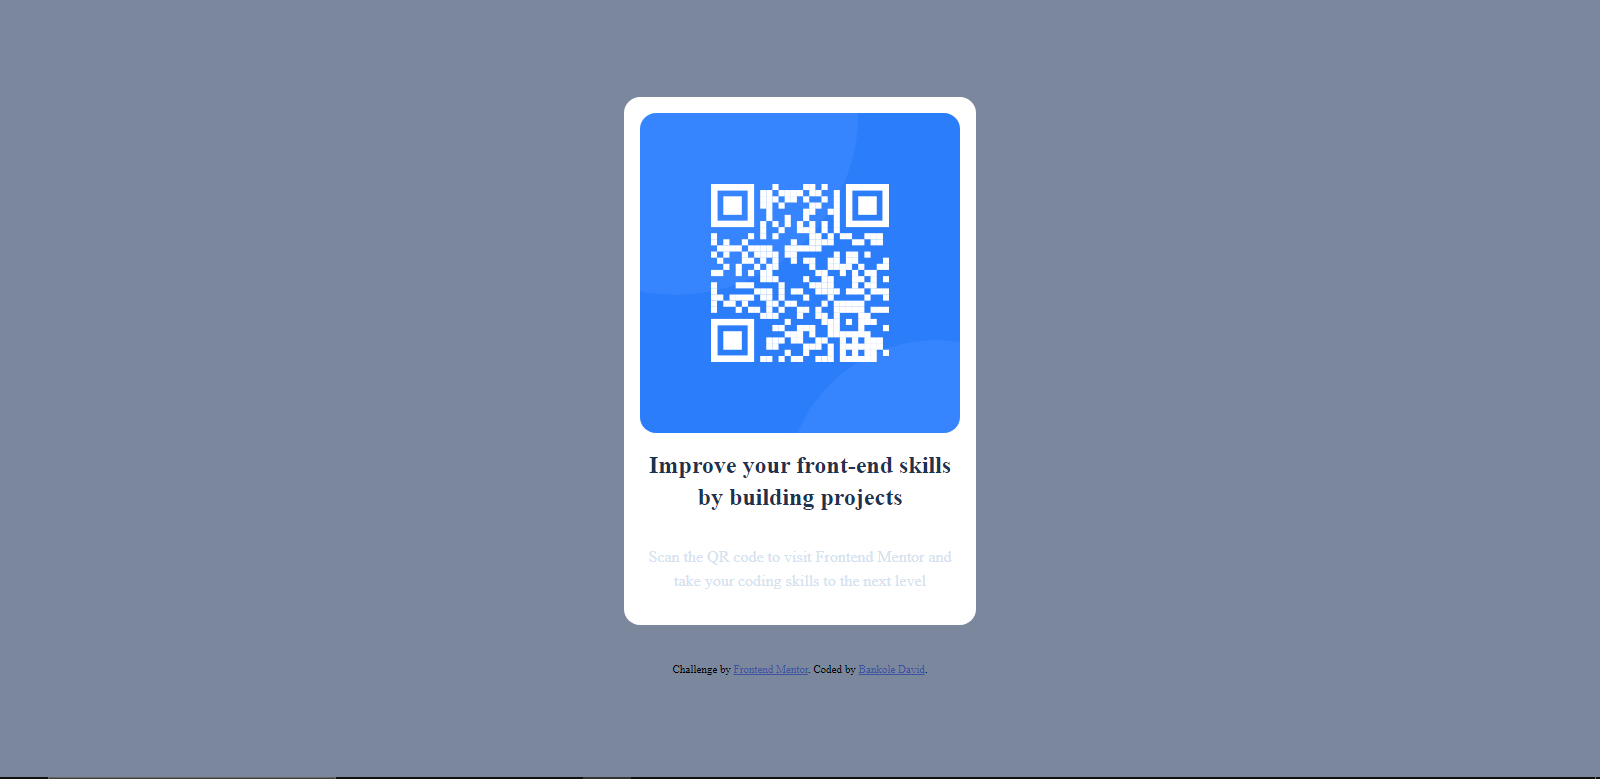 Improve your front-end skills
by building projects
Scan the QR code to visit Frontend Mentor and
take your coding skills to the next level
Challenge by Frontend Mentor. Coded by Bankole David.